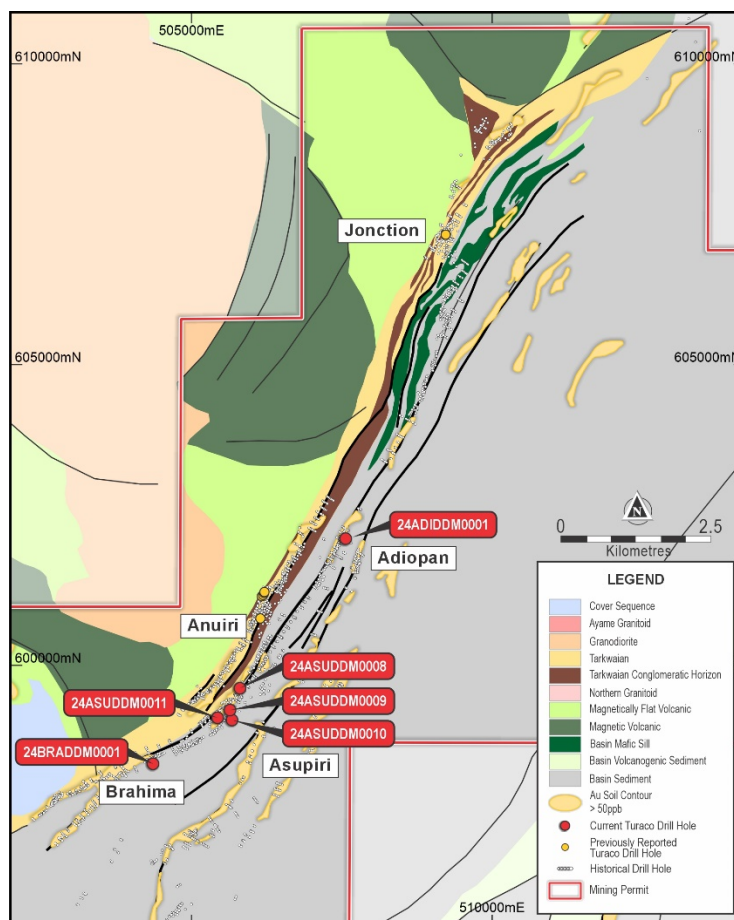 505000mE
610000mN
610000mN
Jonction
605000mN
605000mN
24ADIDDM0001
Adiopan
0 2.5
Kilometres
N
Anuiri
600000mN
24ASUDDM0008
24ASUDDM0011
24ASUDDM0009
24ASUDDM0010
24BRADDM0001
Asupiri
Brahima
510000mE
LEGEND
Cover Sequence
Ayame Granitoid
Granodiorite
Tarkwaian
Tarkwaian Conglomeratic Horizon
Northern Granitoid
Magnetically Flat Volcanic
Magnetic Volcanic
Basin Mafic Sill
Basin Volcanogenic Sediment
Basin Sediment
Au Soil Contour
> 50ppb
Current Turaco Drill Hole
Previously Reported
Turaco Drill Hole
Historical Drill Hole
Mining Permit